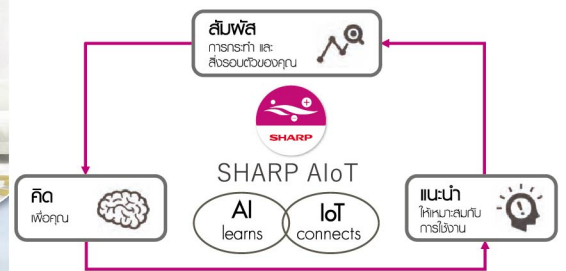 สัมผัส
การกระทำ และ
สิ่งรอบตัวของคุณ
SHARP
SHARP AIoT
คิด
เพื่อคุณ
AI
learns
IoT
connects
แนะนำ
ให้เหมาะสมกับ
การใช้งาน